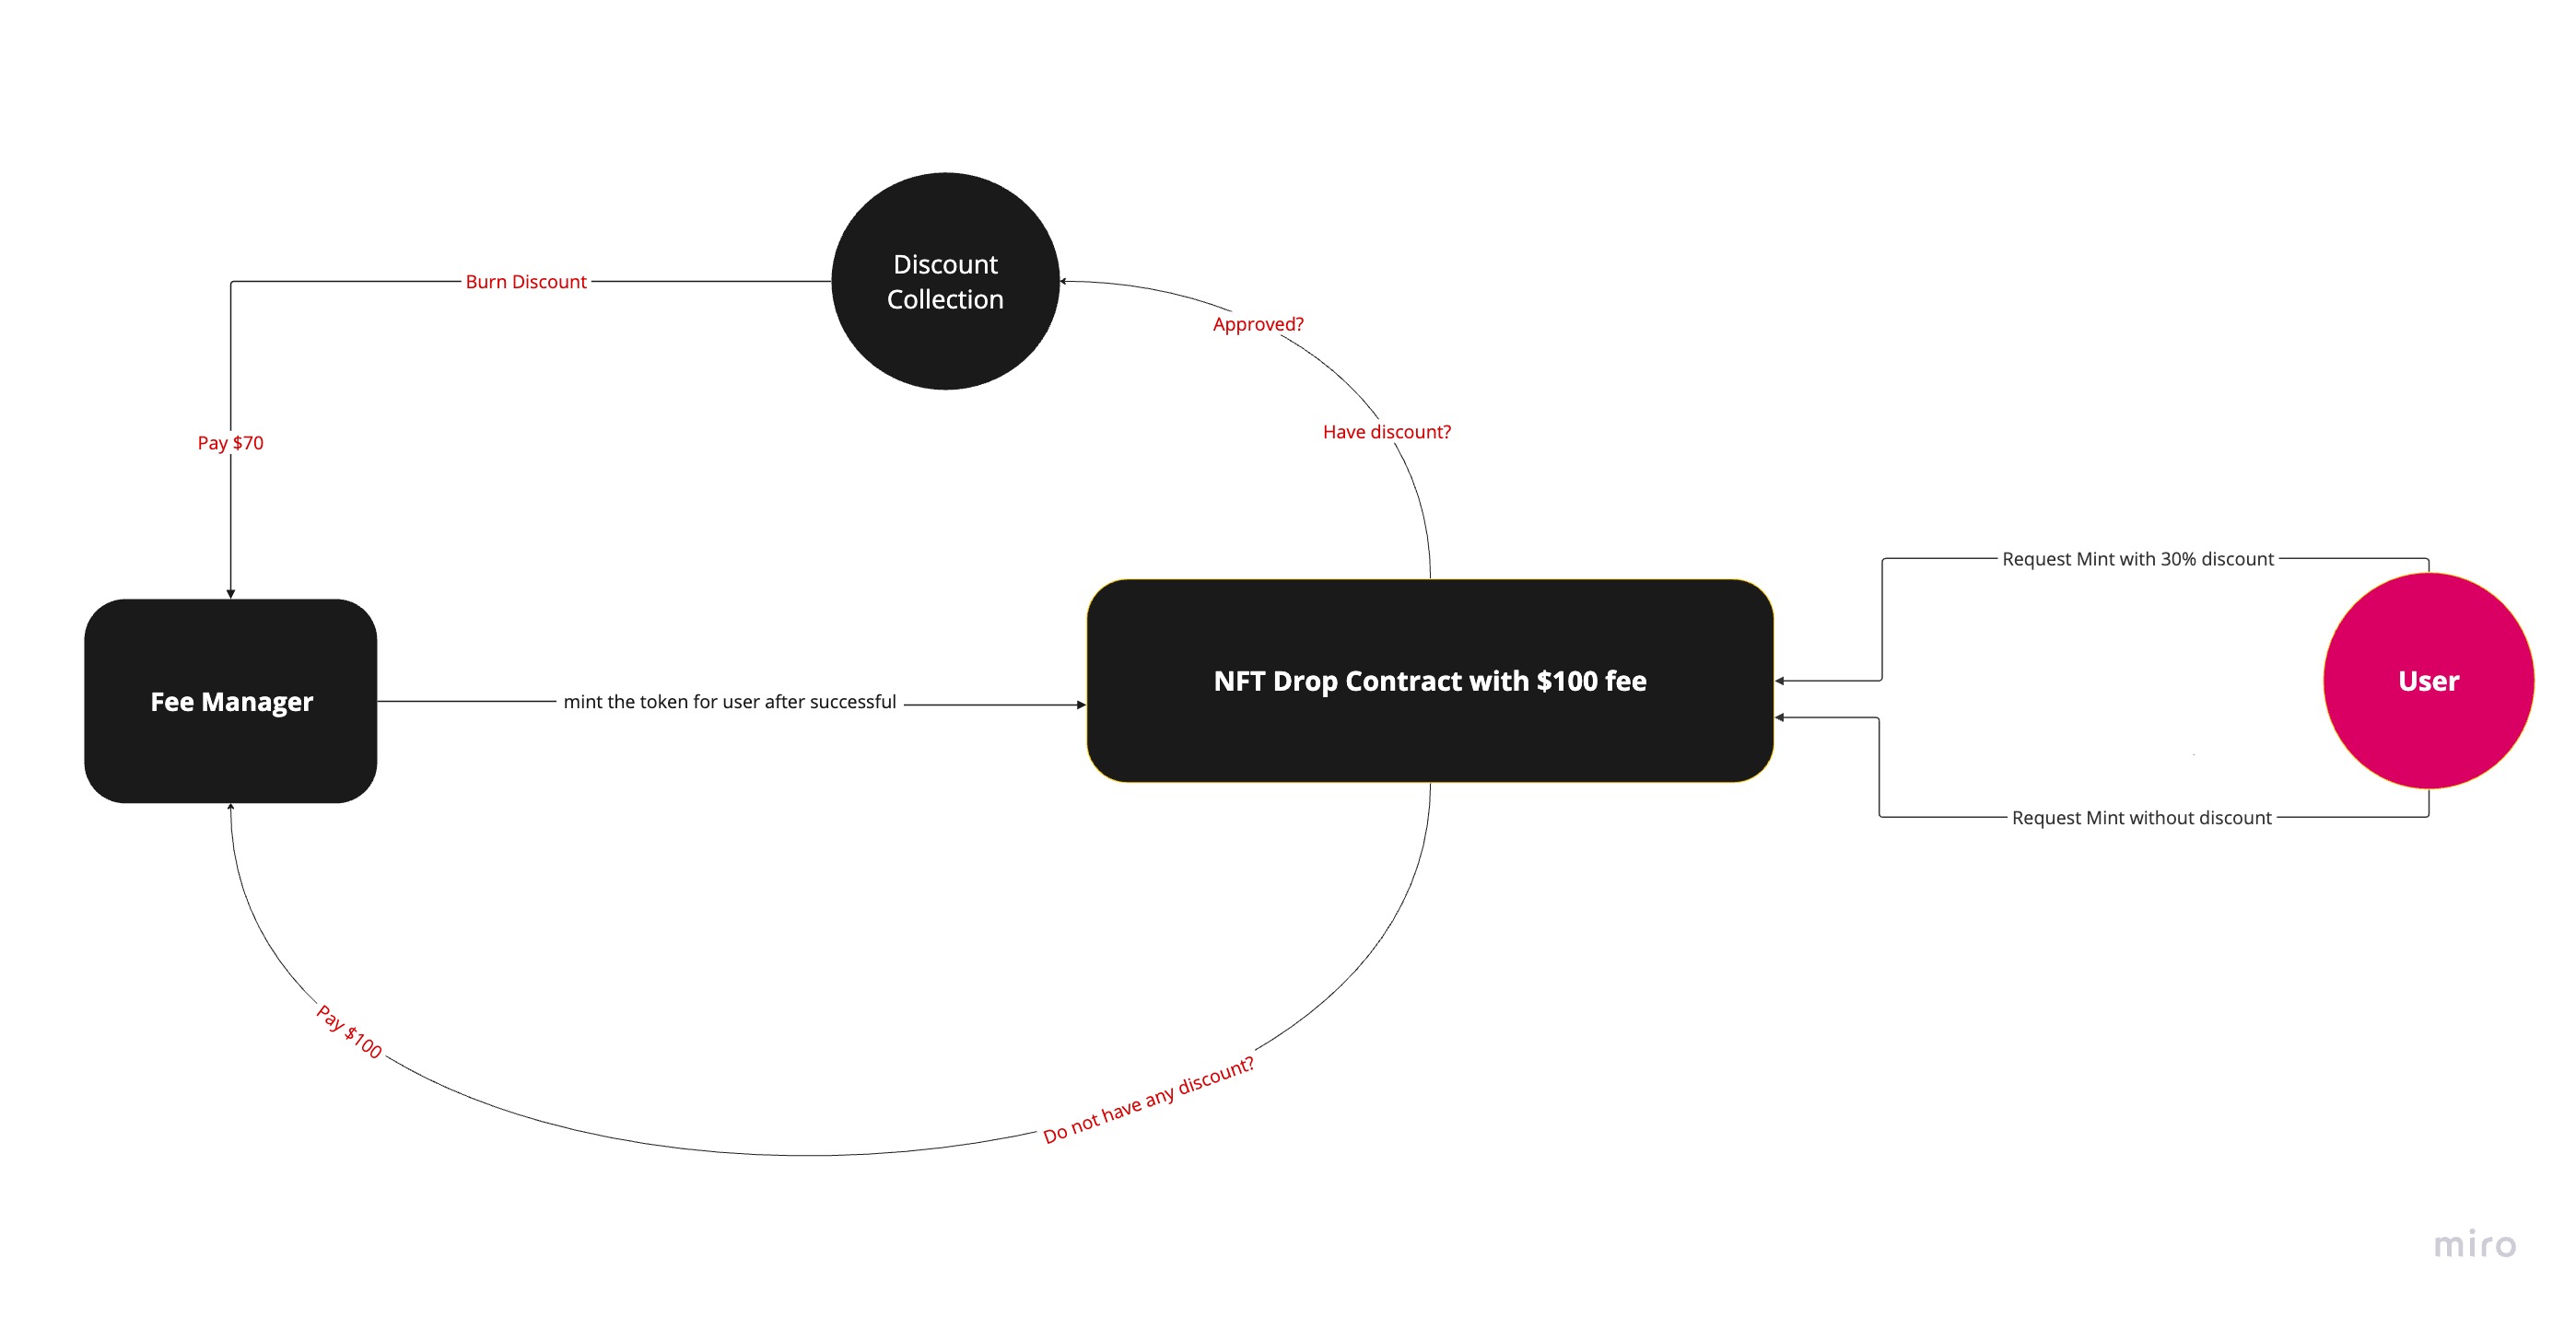 Discount
Collection
Burn Discount
Approved?
Have discount?
Pay $70
Request Mint with 30% discount
Fee Manager
mint the token for user after successful
NFT Drop Contract with $100 fee
User
Request Mint without discount
Pay $100
Do not have any discount?
miro